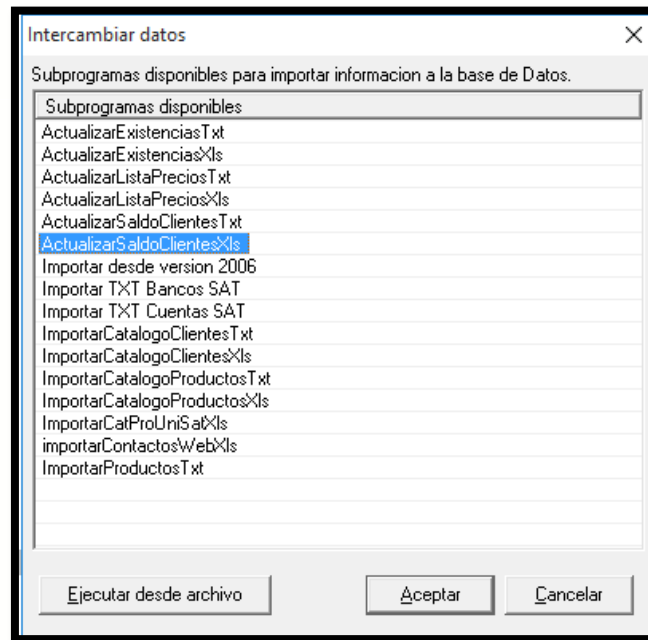 Intercambiar datos
Subprogramas disponibles para importar informacion a la base de Datos.
Subprogramas disponibles
ActualizarExistenciasTxt
ActualizarExistenciasXls
ActualizarListaPreciosTxt
ActualizarListaPreciosXls
ActualizarSaldoClientesTxt
ActualizarSaldoClientesXls
Importar desde version 2006
Importar TXT Bancos SAT
Importar TXT Cuentas SAT
ImportarCatalogoClientesTxt
ImportarCatalogoClientesXls
ImportarCatalogoProductosTxt
ImportarCatalogoProductosXls
ImportarCatProUniSatXls
importarContactosWebXls
ImportarProductosTxt
Ejecutar desde archivo Aceptar Cancelar